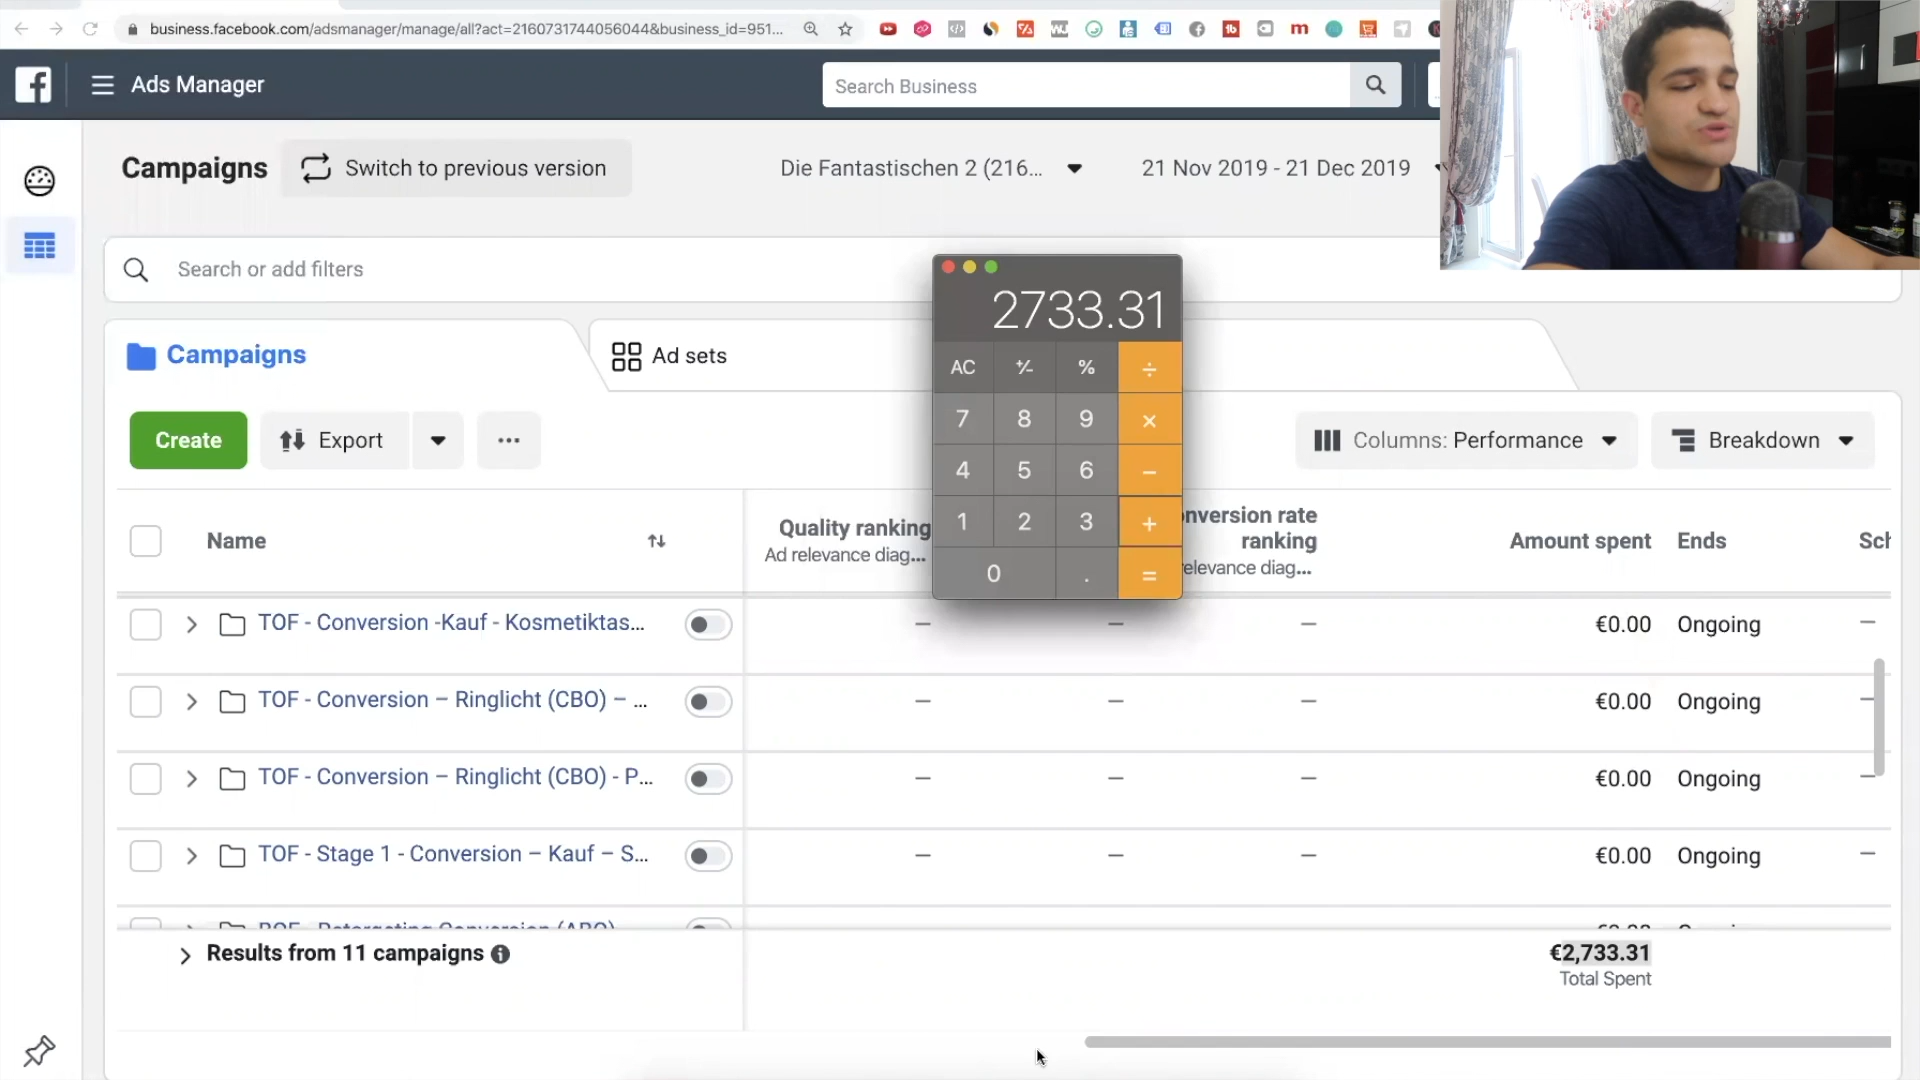 business.facebook.com/adsmanager/manage/all?act=2160731744056044&business_id=951...
Ads Manager
Search Business
Campaigns
Switch to previous version
Die Fantastischen 2 (216...
21 Nov 2019 - 21 Dec 2019
Search or add filters
2733.31
AC +⁄- % ÷
7 8 9 ×
4 5 6 −
1 2 3 +
0 . =
Campaigns
Ad sets
Create
Export
Columns: Performance
Breakdown
Name
Quality ranking
Ad relevance diag...
nversion rate
ranking
relevance diag...
Amount spent
Ends
Sch
TOF - Conversion -Kauf - Kosmetiktas...
— — — €0.00 Ongoing —
TOF - Conversion – Ringlicht (CBO) – ...
— — — €0.00 Ongoing —
TOF - Conversion – Ringlicht (CBO) - P...
— — — €0.00 Ongoing —
TOF - Stage 1 - Conversion – Kauf – S...
— — — €0.00 Ongoing —
Results from 11 campaigns
€2,733.31
Total Spent